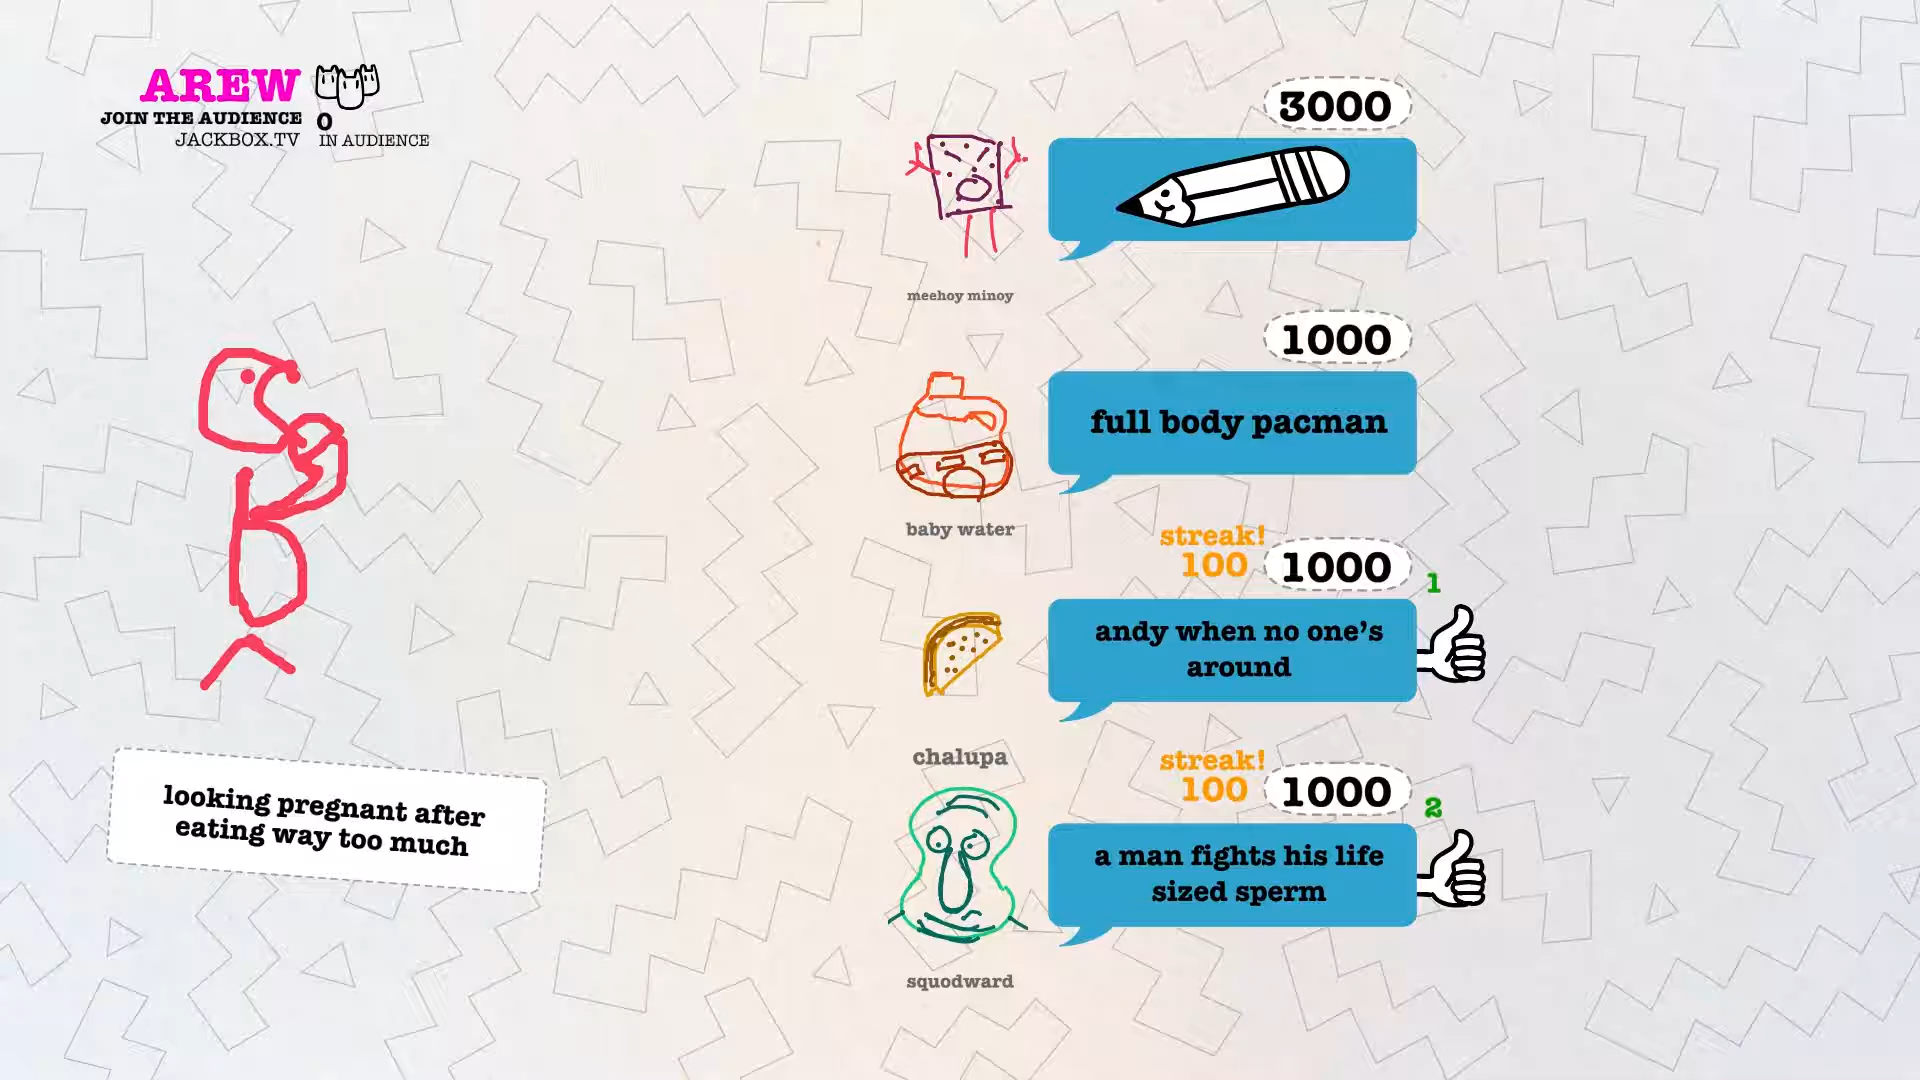 AREW
JOIN THE AUDIENCE
JACKBOX.TV
0
IN AUDIENCE
looking pregnant after
eating way too much
3000
meehoy minoy
1000
full body pacman
baby water
streak!
100
1000
1
andy when no one's
around
chalupa
streak!
100
1000
2
a man fights his life
sized sperm
squodward